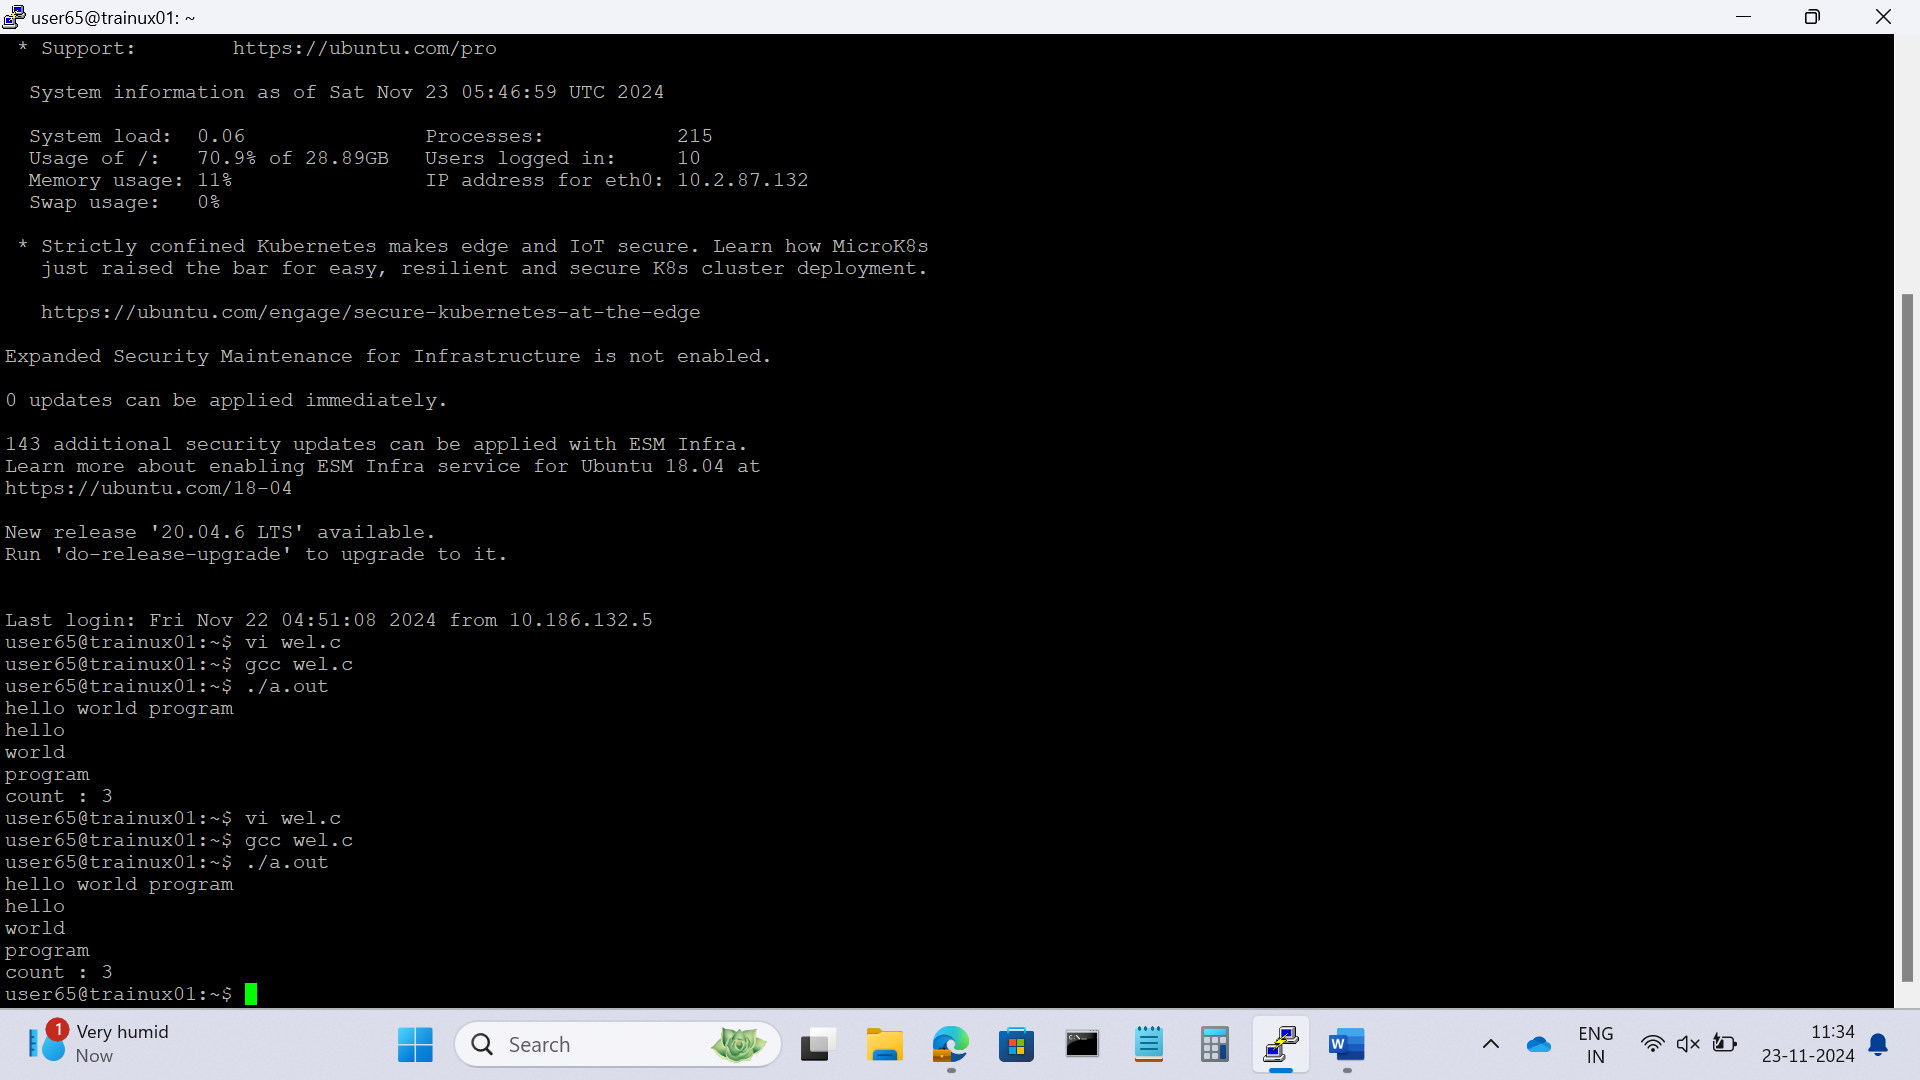 user65@trainux01: ~
* Support:        https://ubuntu.com/pro
System information as of Sat Nov 23 05:46:59 UTC 2024
System load:  0.06               Processes:           215
Usage of /:   70.9% of 28.89GB   Users logged in:     10
Memory usage: 11%                IP address for eth0: 10.2.87.132
Swap usage:   0%
* Strictly confined Kubernetes makes edge and IoT secure. Learn how MicroK8s
just raised the bar for easy, resilient and secure K8s cluster deployment.
https://ubuntu.com/engage/secure-kubernetes-at-the-edge
Expanded Security Maintenance for Infrastructure is not enabled.
0 updates can be applied immediately.
143 additional security updates can be applied with ESM Infra.
Learn more about enabling ESM Infra service for Ubuntu 18.04 at
https://ubuntu.com/18-04
New release '20.04.6 LTS' available.
Run 'do-release-upgrade' to upgrade to it.
Last login: Fri Nov 22 04:51:08 2024 from 10.186.132.5
user65@trainux01:~$ vi wel.c
user65@trainux01:~$ gcc wel.c
user65@trainux01:~$ ./a.out
hello world program
hello
world
program
count : 3
user65@trainux01:~$ vi wel.c
user65@trainux01:~$ gcc wel.c
user65@trainux01:~$ ./a.out
hello world program
hello
world
program
count : 3
user65@trainux01:~$
1
Very humid
Now
Search
W
ENG
IN
11:34
23-11-2024